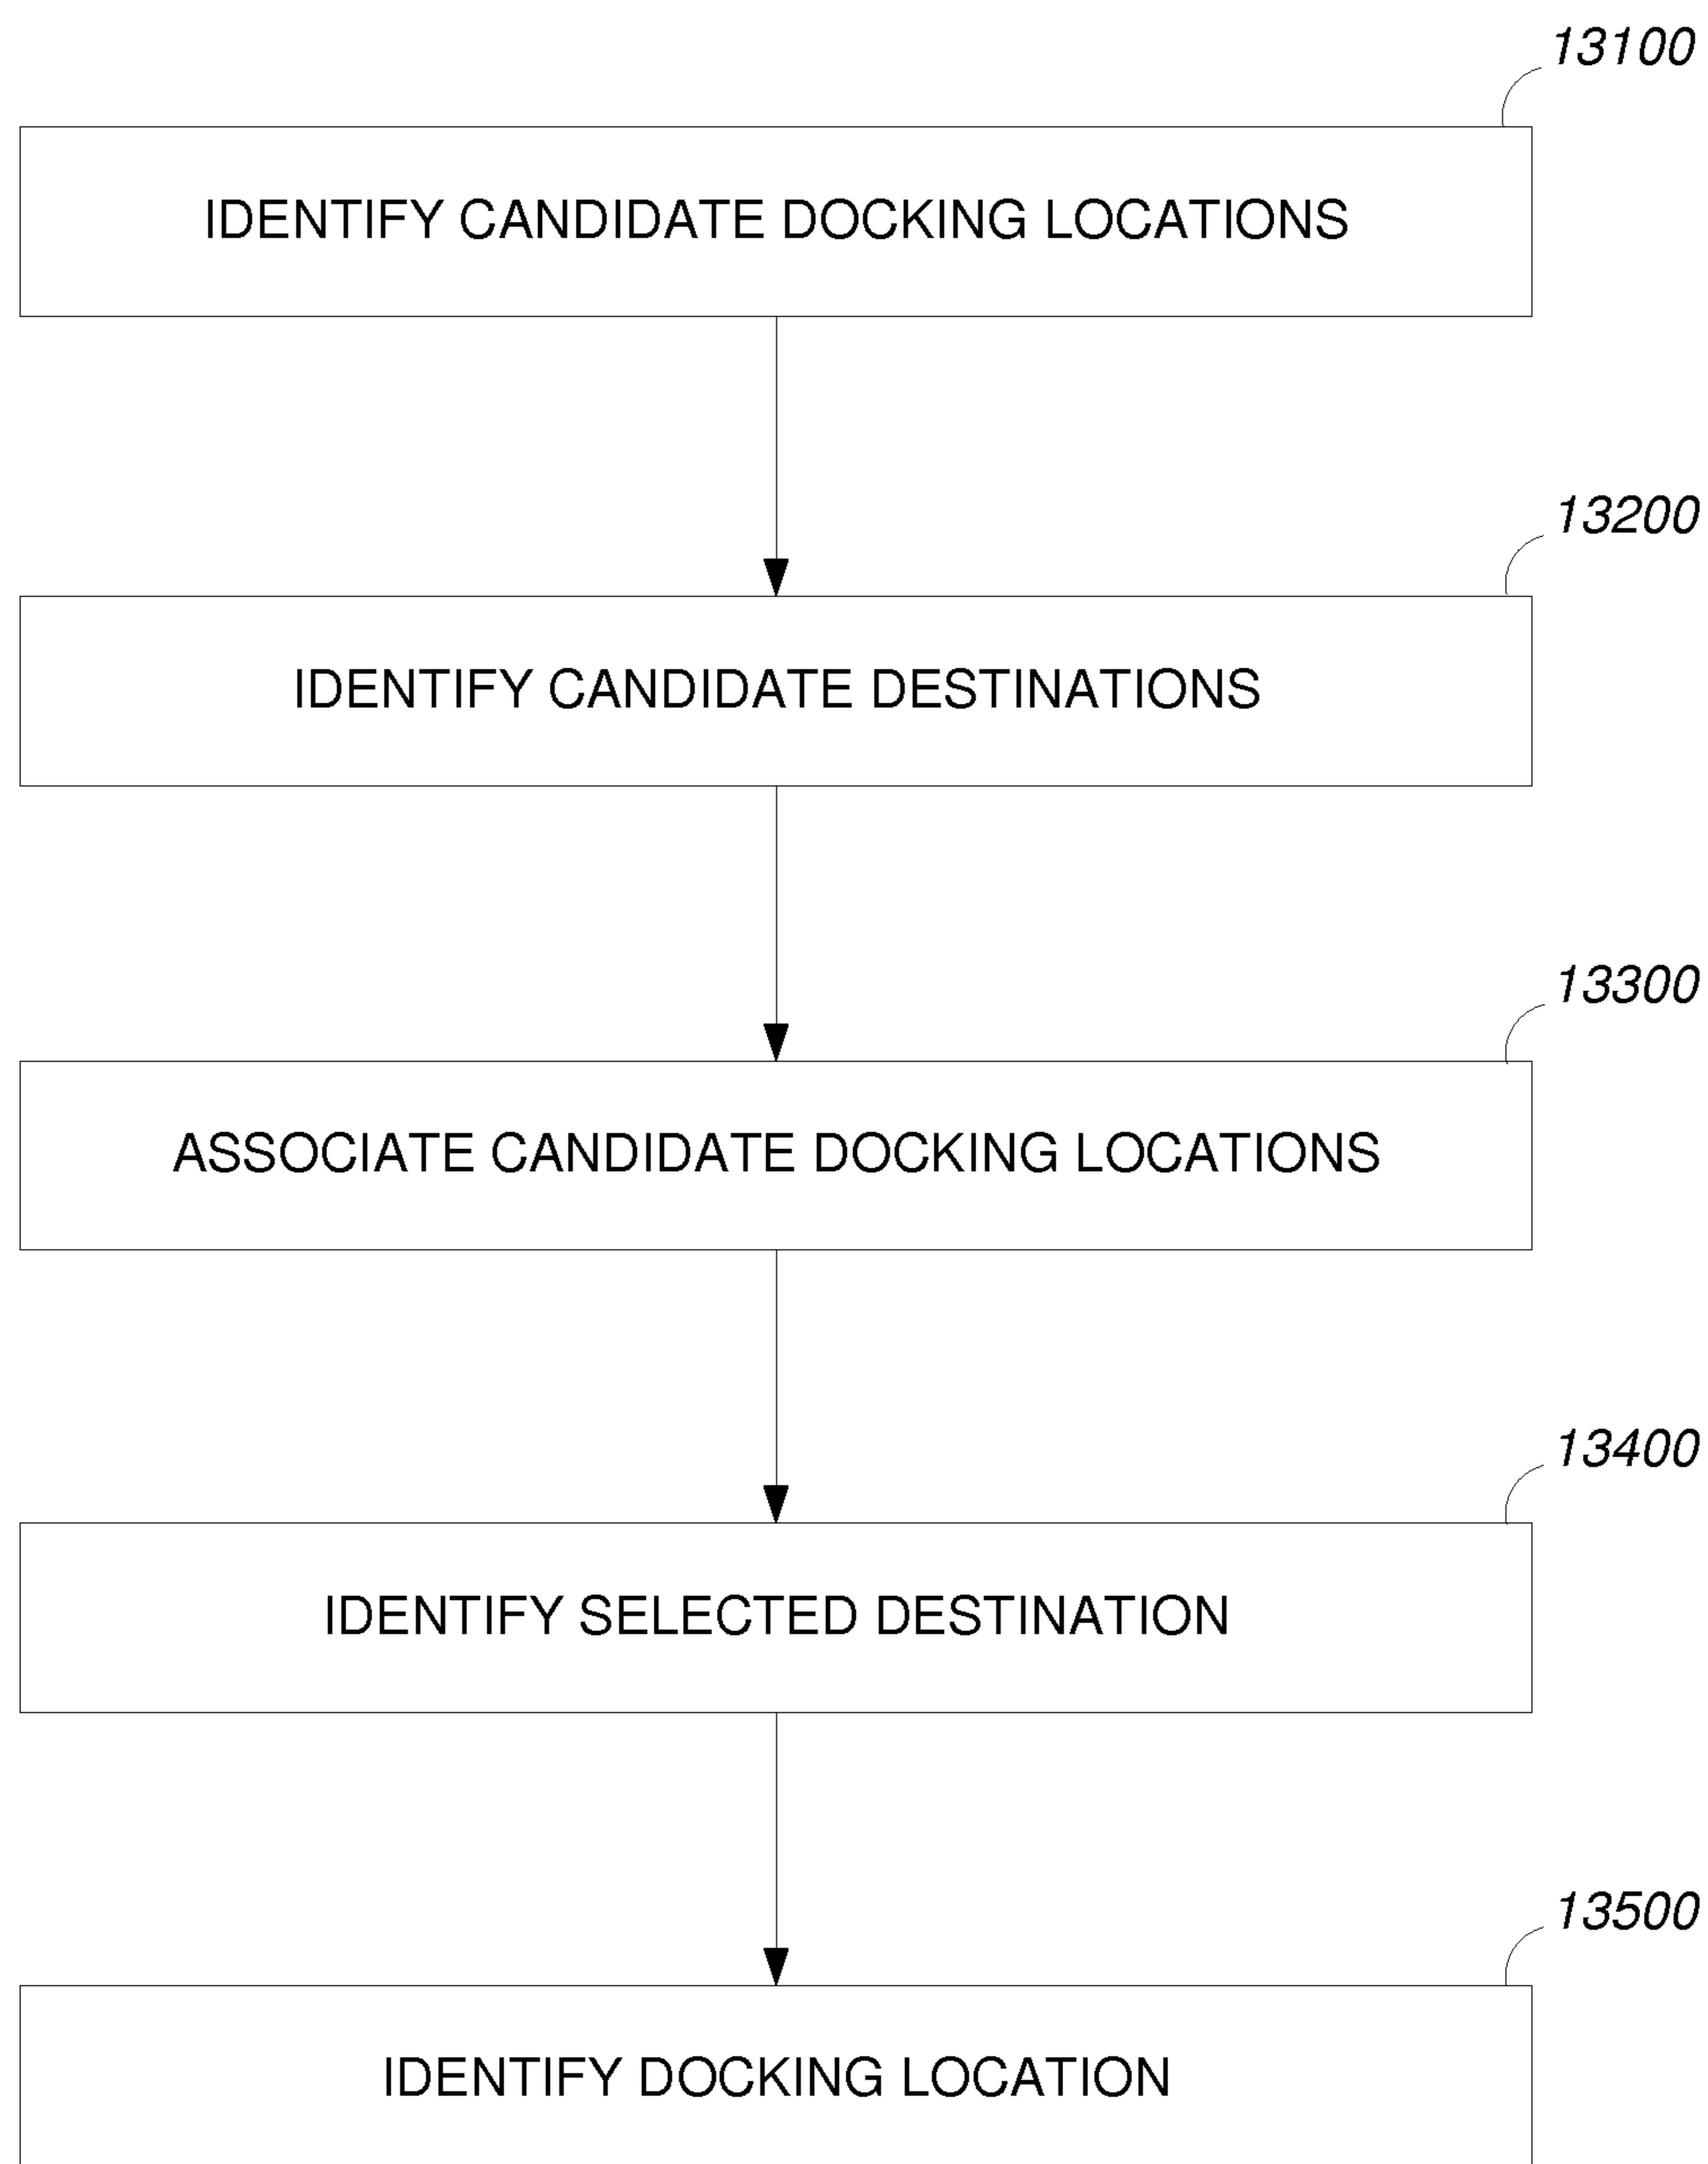 13100
IDENTIFY CANDIDATE DOCKING LOCATIONS
13200
IDENTIFY CANDIDATE DESTINATIONS
13300
ASSOCIATE CANDIDATE DOCKING LOCATIONS
13400
IDENTIFY SELECTED DESTINATION
13500
IDENTIFY DOCKING LOCATION